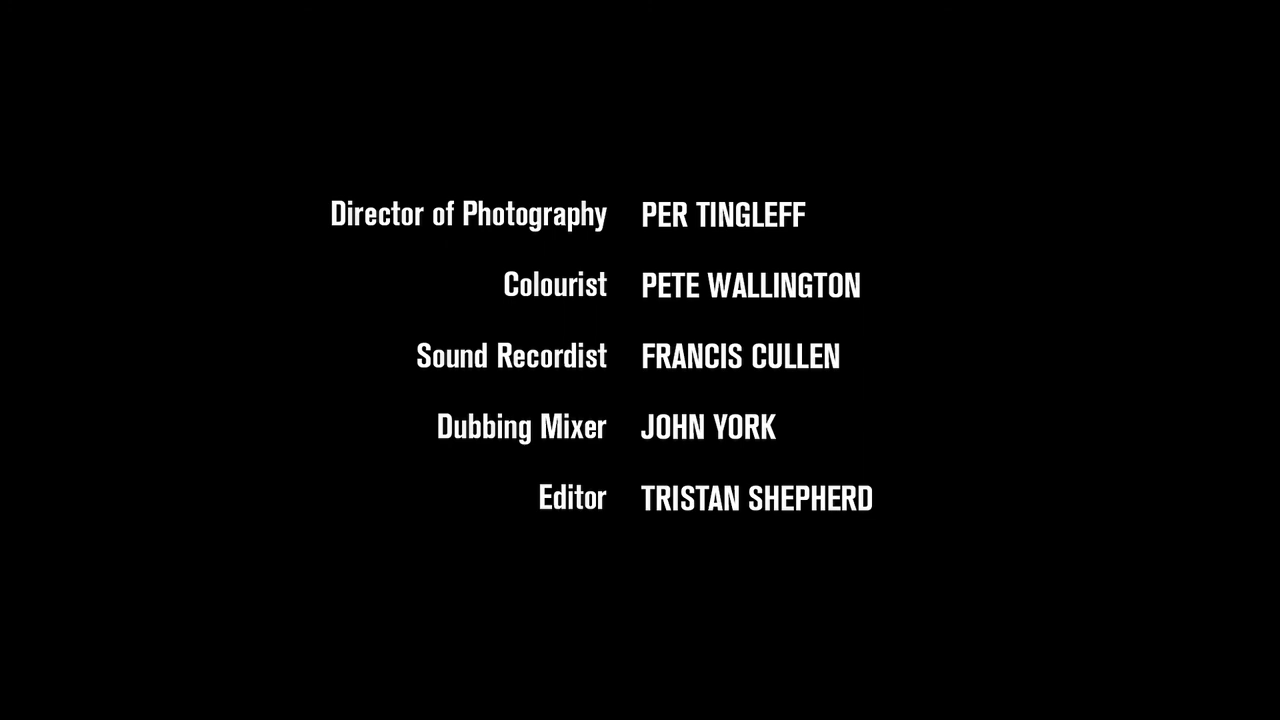 Director of Photography PER TINGLEFF
Colourist PETE WALLINGTON
Sound Recordist FRANCIS CULLEN
Dubbing Mixer JOHN YORK
Editor TRISTAN SHEPHERD